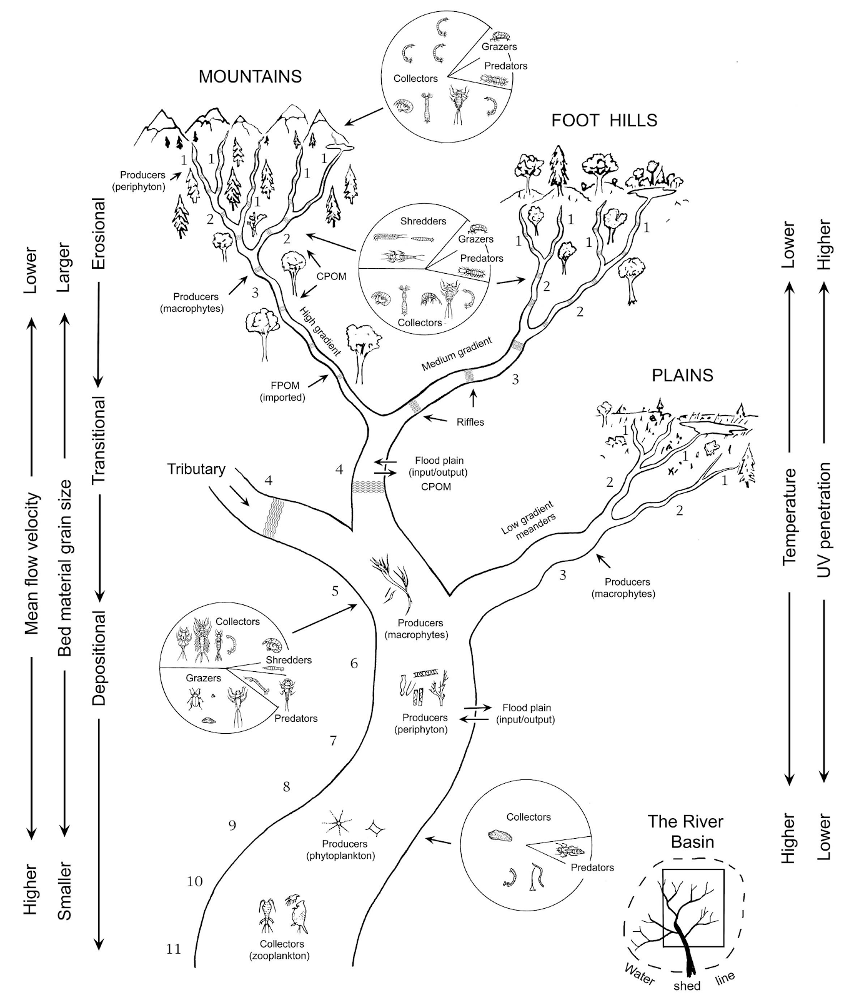 Grazers
Predators
Collectors
MOUNTAINS
FOOT HILLS
1
1
1
1
1
Producers
(periphyton)
2
2
Shredders
Grazers
Predators
Collectors
1
1
1
1
CPOM
3
Producers
(macrophytes)
2
2
High gradient
Medium gradient
3
FPOM
(imported)
Riffles
PLAINS
1
1
1
2
2
Tributary
4
4
Flood plain
(input/output)
CPOM
Low gradient
meanders
3
Producers
(macrophytes)
5
Producers
(macrophytes)
Collectors
Shredders
Grazers
Predators
6
Producers
(periphyton)
Flood plain
(input/output)
7
8
9
Producers
(phytoplankton)
Collectors
Predators
10
11
Collectors
(zooplankton)
The River
Basin
Water
shed
line
Lower
Mean flow velocity
Higher
Larger
Bed material grain size
Smaller
Erosional
Transitional
Depositional
Lower
Temperature
Higher
Higher
UV penetration
Lower